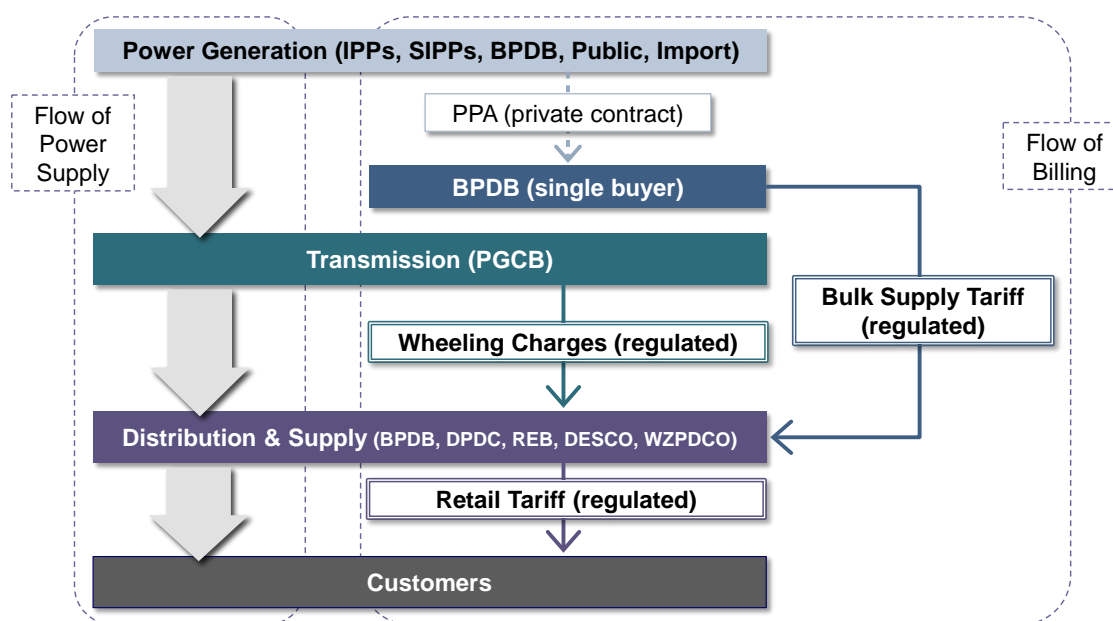 Power Generation (IPPs, SIPPs, BPDB, Public, Import)
Flow of
Power
Supply
PPA (private contract)
Flow of
Billing
BPDB (single buyer)
Transmission (PGCB)
Bulk Supply Tariff
(regulated)
Wheeling Charges (regulated)
Distribution & Supply (BPDB, DPDC, REB, DESCO, WZPDCO)
Retail Tariff (regulated)
Customers